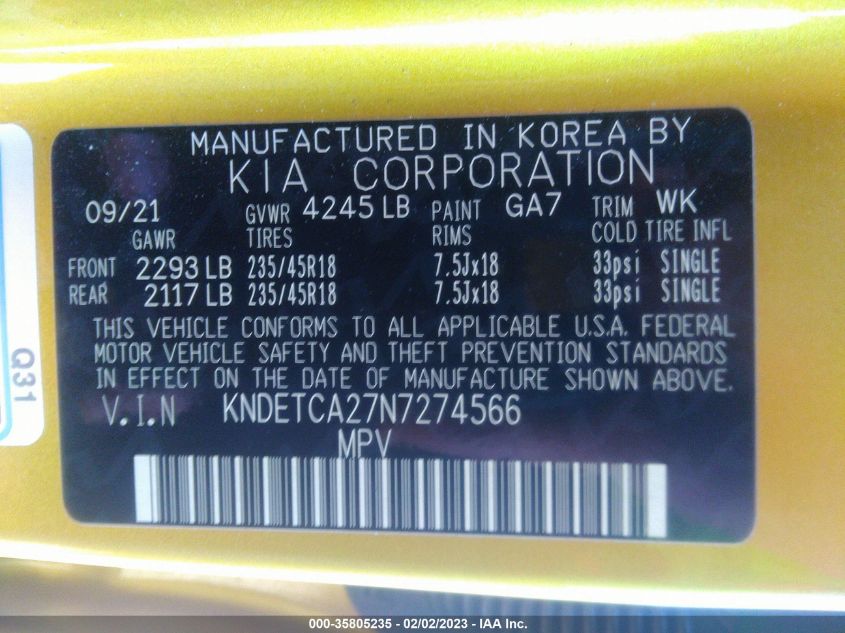 MANUFACTURED IN KOREA BY
KIA CORPORATION
09/21 GVWR 4245 LB PAINT GA7 TRIM WK
GAWR TIRES RIMS COLD TIRE INFL
FRONT 2293 LB 235/45R18 7.5Jx18 33psi SINGLE
REAR 2117 LB 235/45R18 7.5Jx18 33psi SINGLE
THIS VEHICLE CONFORMS TO ALL APPLICABLE U.S.A. FEDERAL
MOTOR VEHICLE SAFETY AND THEFT PREVENTION STANDARDS
IN EFFECT ON THE DATE OF MANUFACTURE SHOWN ABOVE.
V.I.N KNDETCA27N7274566
MPV
Q31
000-35805235 - 02/02/2023 - IAA Inc.